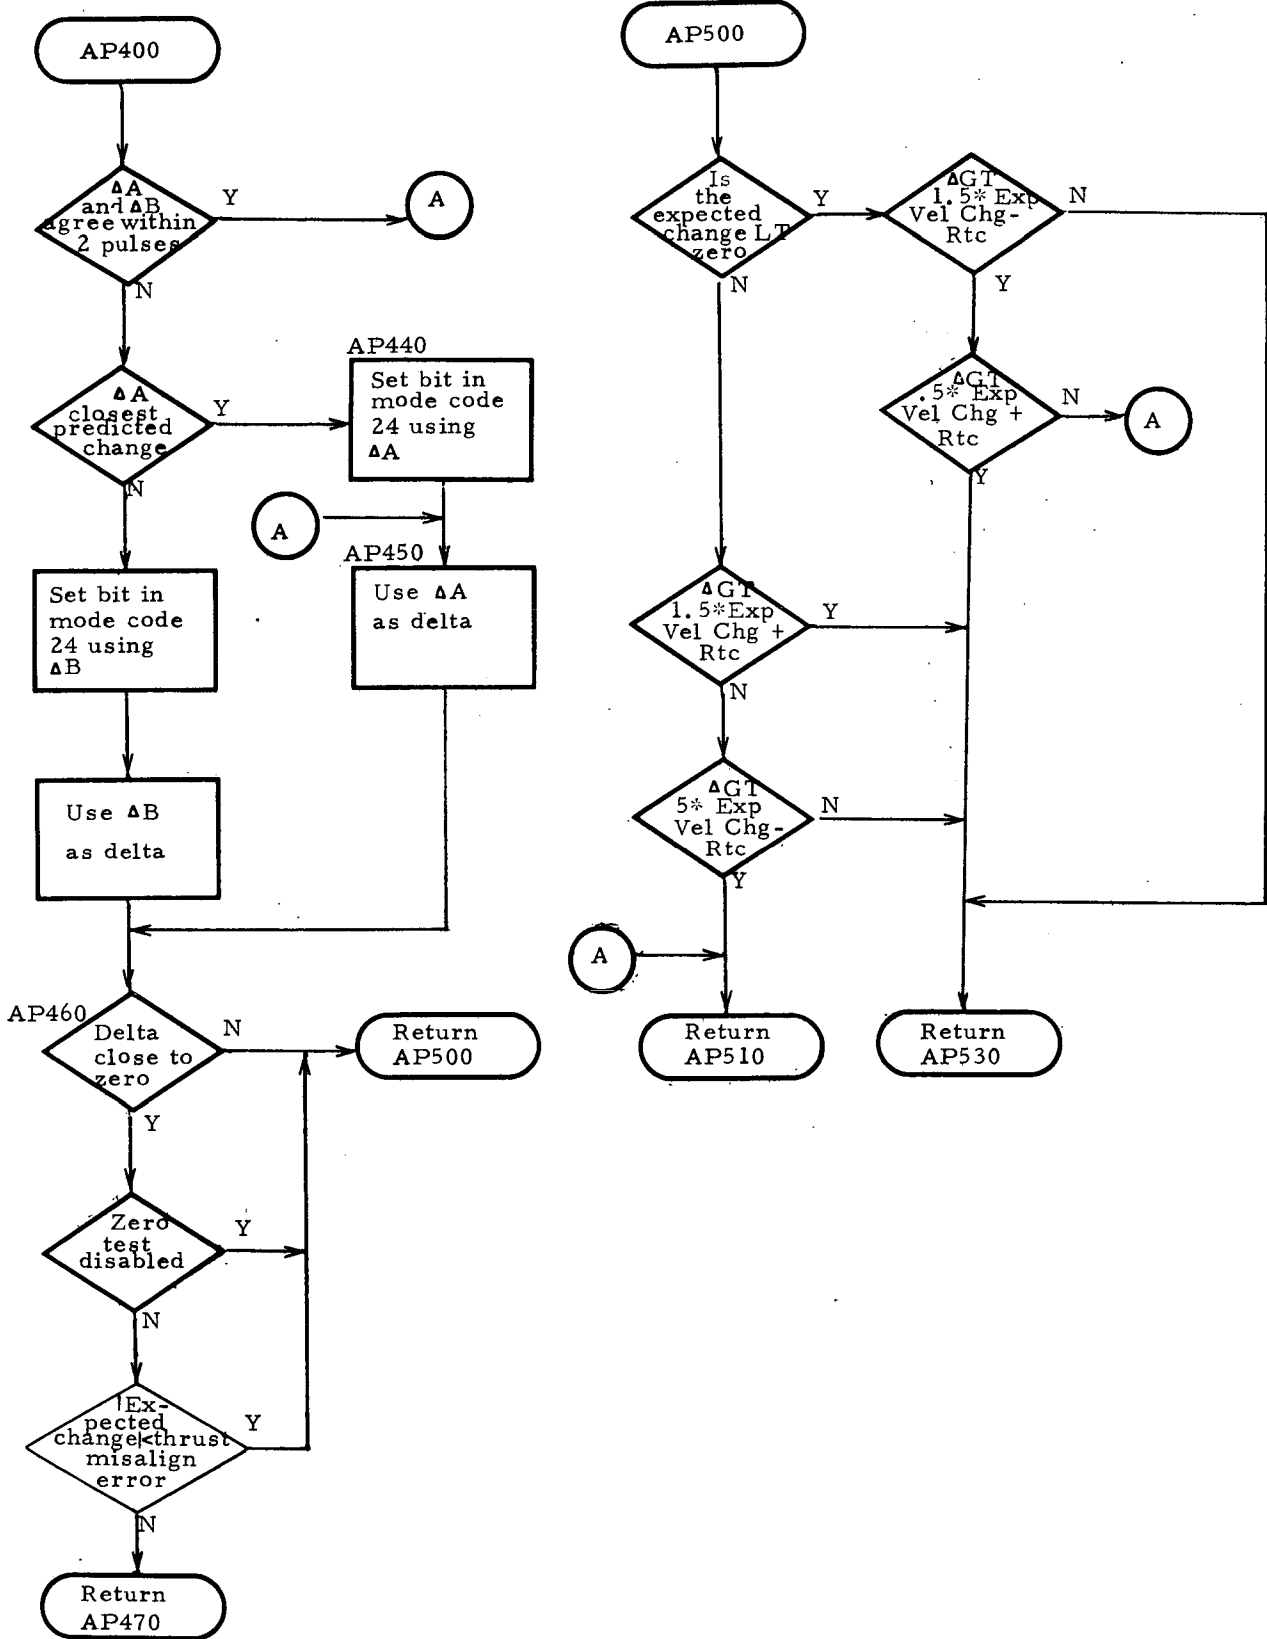 AP400
ΔA
and ΔB
agree within
2 pulses
Y
A
N
ΔA
closest
predicted
change
Y
N
AP440
Set bit in
mode code
24 using
ΔA
A
AP450
Use ΔA
as delta
Set bit in
mode code
24 using
ΔB
Use ΔB
as delta
AP460
Delta
close to
zero
N
Return
AP500
Y
Zero
test
disabled
Y
N
|Ex-
pected
change|<thrust
misalign
error
Y
N
Return
AP470
AP500
Is
the
expected
change LT
zero
Y
N
ΔGT
1.5* Exp
Vel Chg-
Rtc
N
Y
ΔGT
.5* Exp
Vel Chg +
Rtc
N
A
Y
ΔGT
1.5*Exp
Vel Chg +
Rtc
Y
N
ΔGT
5* Exp
Vel Chg-
Rtc
N
Y
A
Return
AP510
Return
AP530